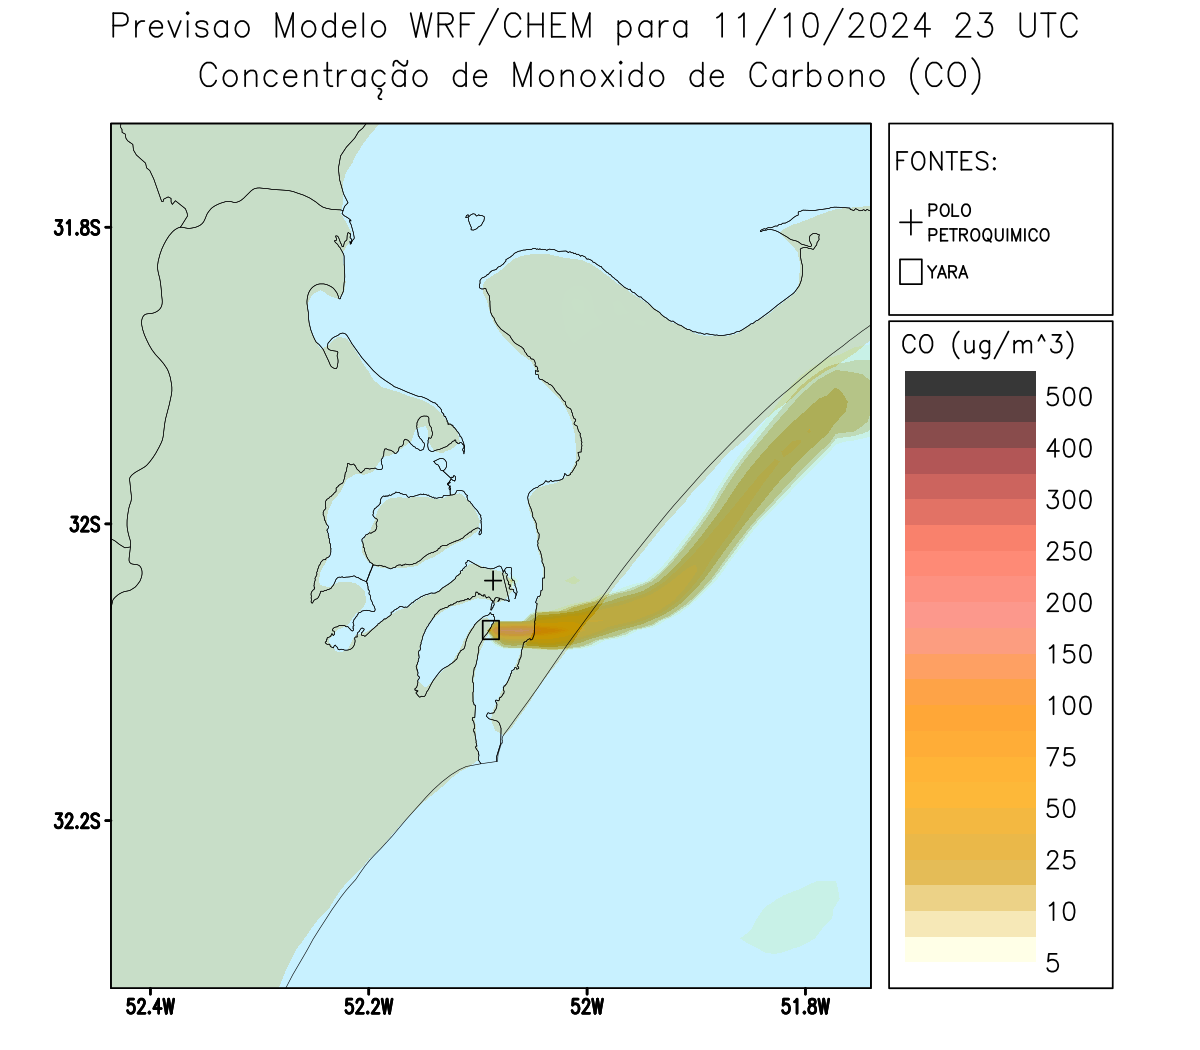 Previsao Modelo WRF/CHEM para 11/10/2024 23 UTC
Concentração de Monoxido de Carbono (CO)
FONTES:
POLO
PETROQUIMICO
YARA
CO (ug/m^3)
500
400
300
250
200
150
100
75
50
25
10
5
31.8S
32S
32.2S
52.4W
52.2W
52W
51.8W